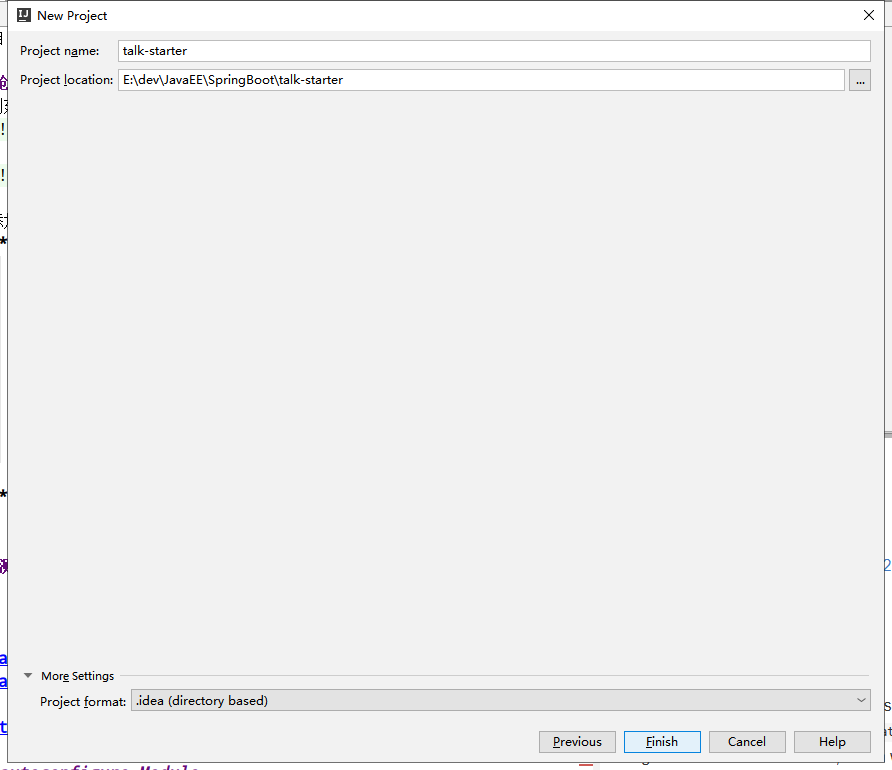 New Project
Project name:
talk-starter
Project location:
E:\dev\JavaEE\SpringBoot\talk-starter
...
More Settings
Project format:
.idea (directory based)
Previous
Finish
Cancel
Help